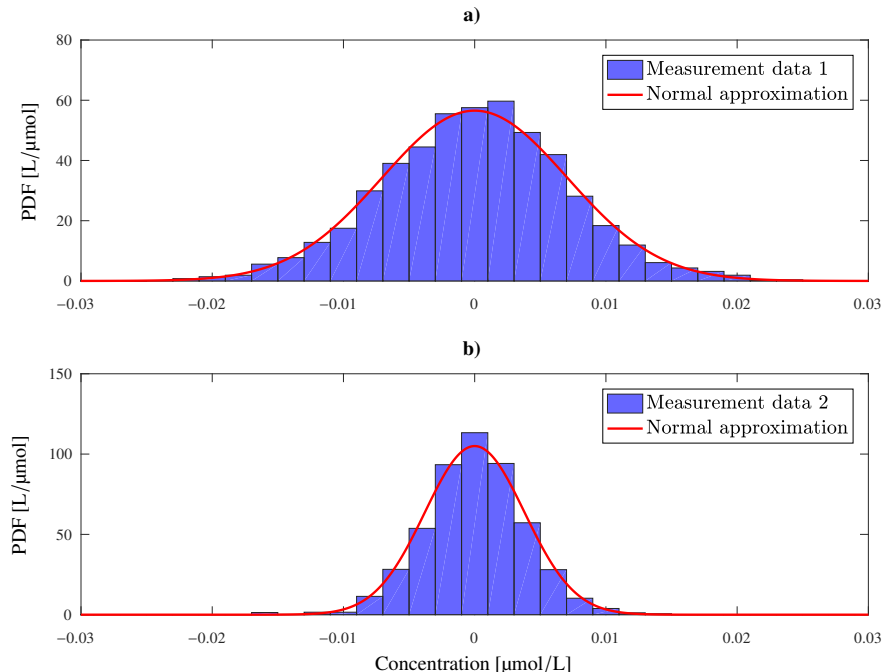 a)
80
60
40
20
0
PDF [L/μmol]
Measurement data 1
Normal approximation
−0.03
−0.02
−0.01
0
0.01
0.02
0.03
b)
150
100
50
0
PDF [L/μmol]
Measurement data 2
Normal approximation
−0.03
−0.02
−0.01
0
0.01
0.02
0.03
Concentration [μmol/L]